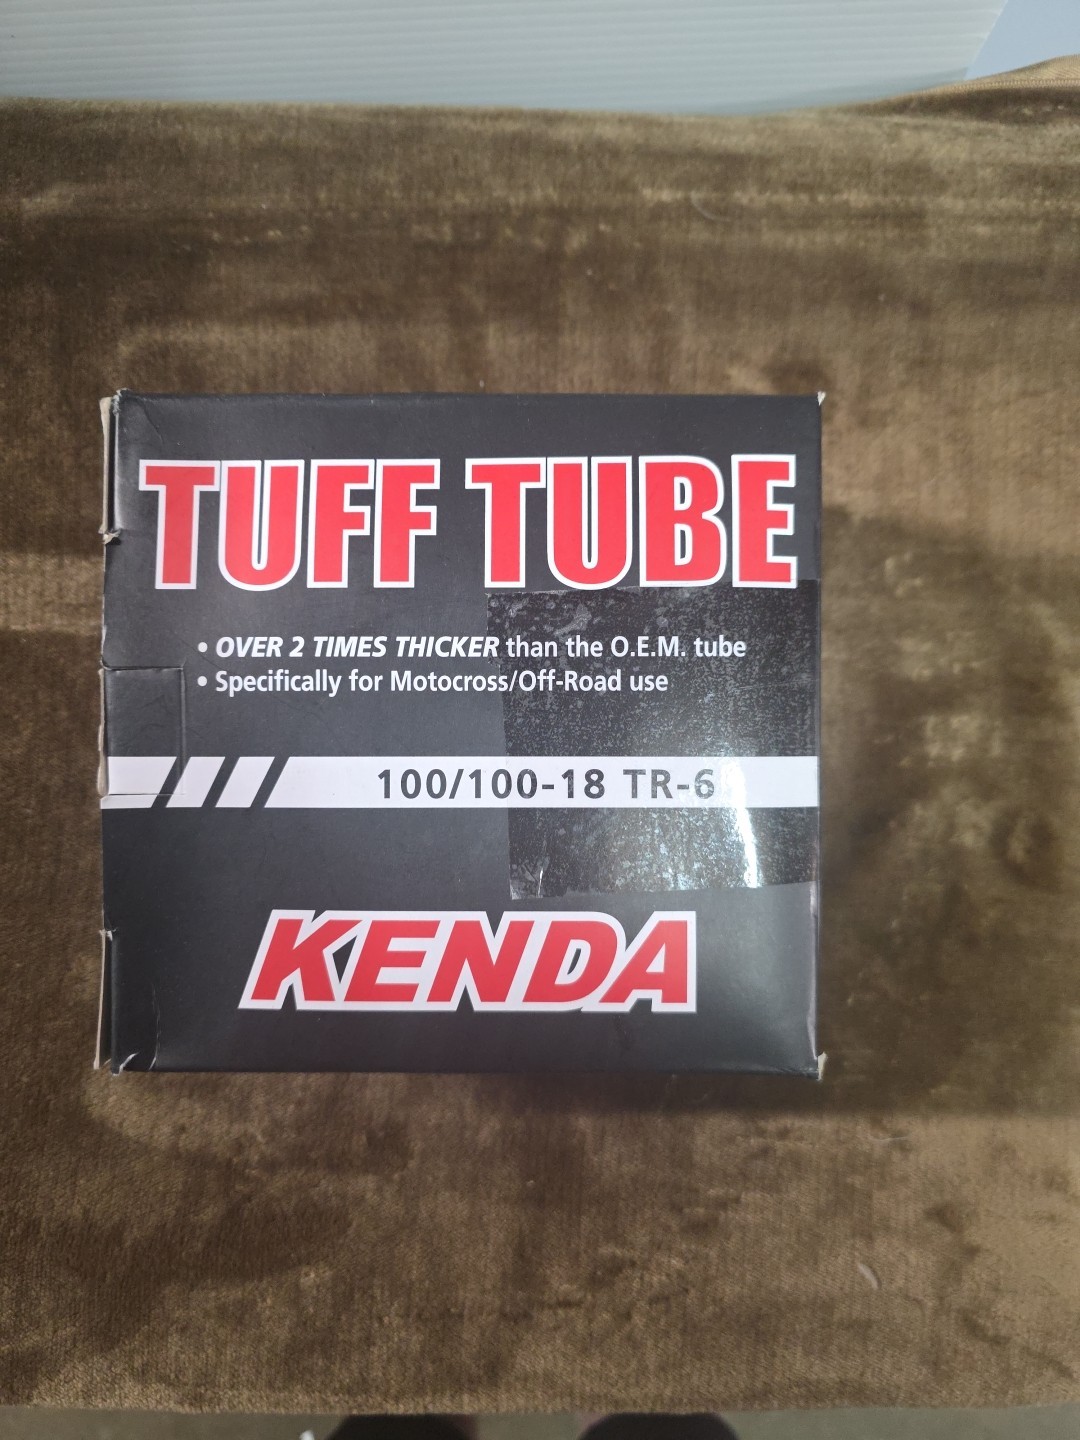 TUFF TUBE
• OVER 2 TIMES THICKER than the O.E.M. tube
• Specifically for Motocross/Off-Road use
100/100-18 TR-6
KENDA